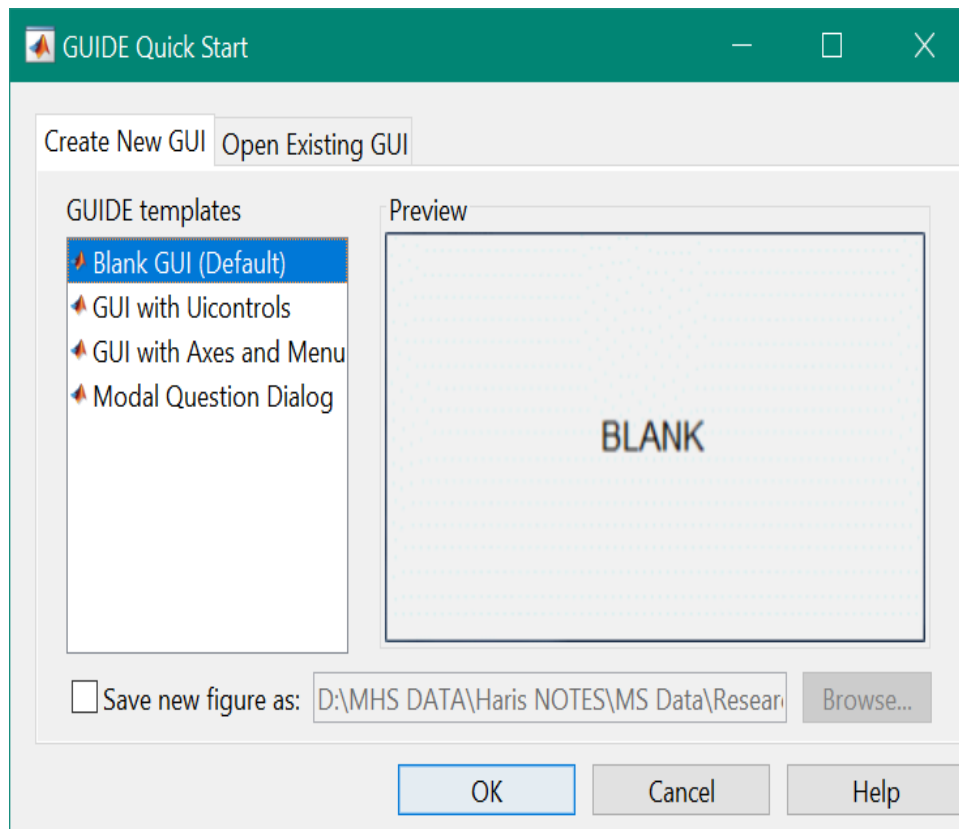 GUIDE Quick Start
Create New GUI Open Existing GUI
GUIDE templates
Preview
Blank GUI (Default)
GUI with Uicontrols
GUI with Axes and Menu
Modal Question Dialog
BLANK
Save new figure as: D:\MHS DATA\Haris NOTES\MS Data\Resear Browse...
OK Cancel Help